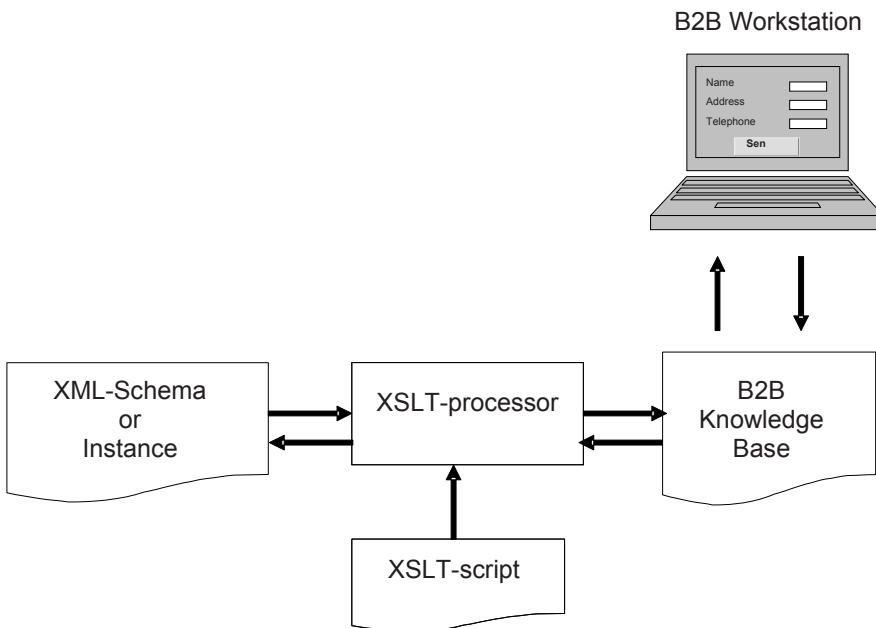 B2B Workstation
Name
Address
Telephone
Sen
XML-Schema
or
Instance
XSLT-processor
B2B
Knowledge
Base
XSLT-script